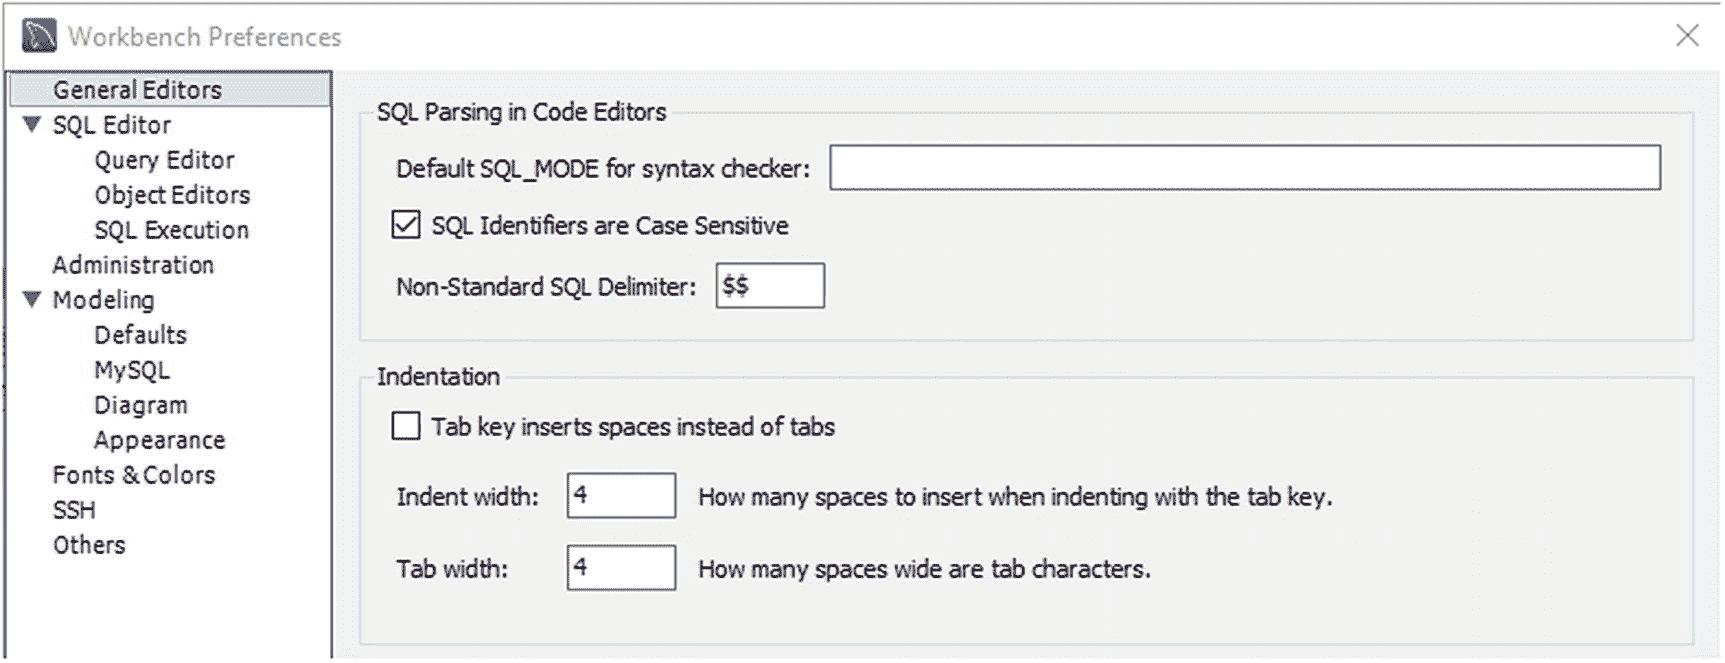 Workbench Preferences
General Editors
SQL Editor
Query Editor
Object Editors
SQL Execution
Administration
Modeling
Defaults
MySQL
Diagram
Appearance
Fonts & Colors
SSH
Others
SQL Parsing in Code Editors
Default SQL_MODE for syntax checker:
SQL Identifiers are Case Sensitive
Non-Standard SQL Delimiter: $$
Indentation
Tab key inserts spaces instead of tabs
Indent width: 4 How many spaces to insert when indenting with the tab key.
Tab width: 4 How many spaces wide are tab characters.